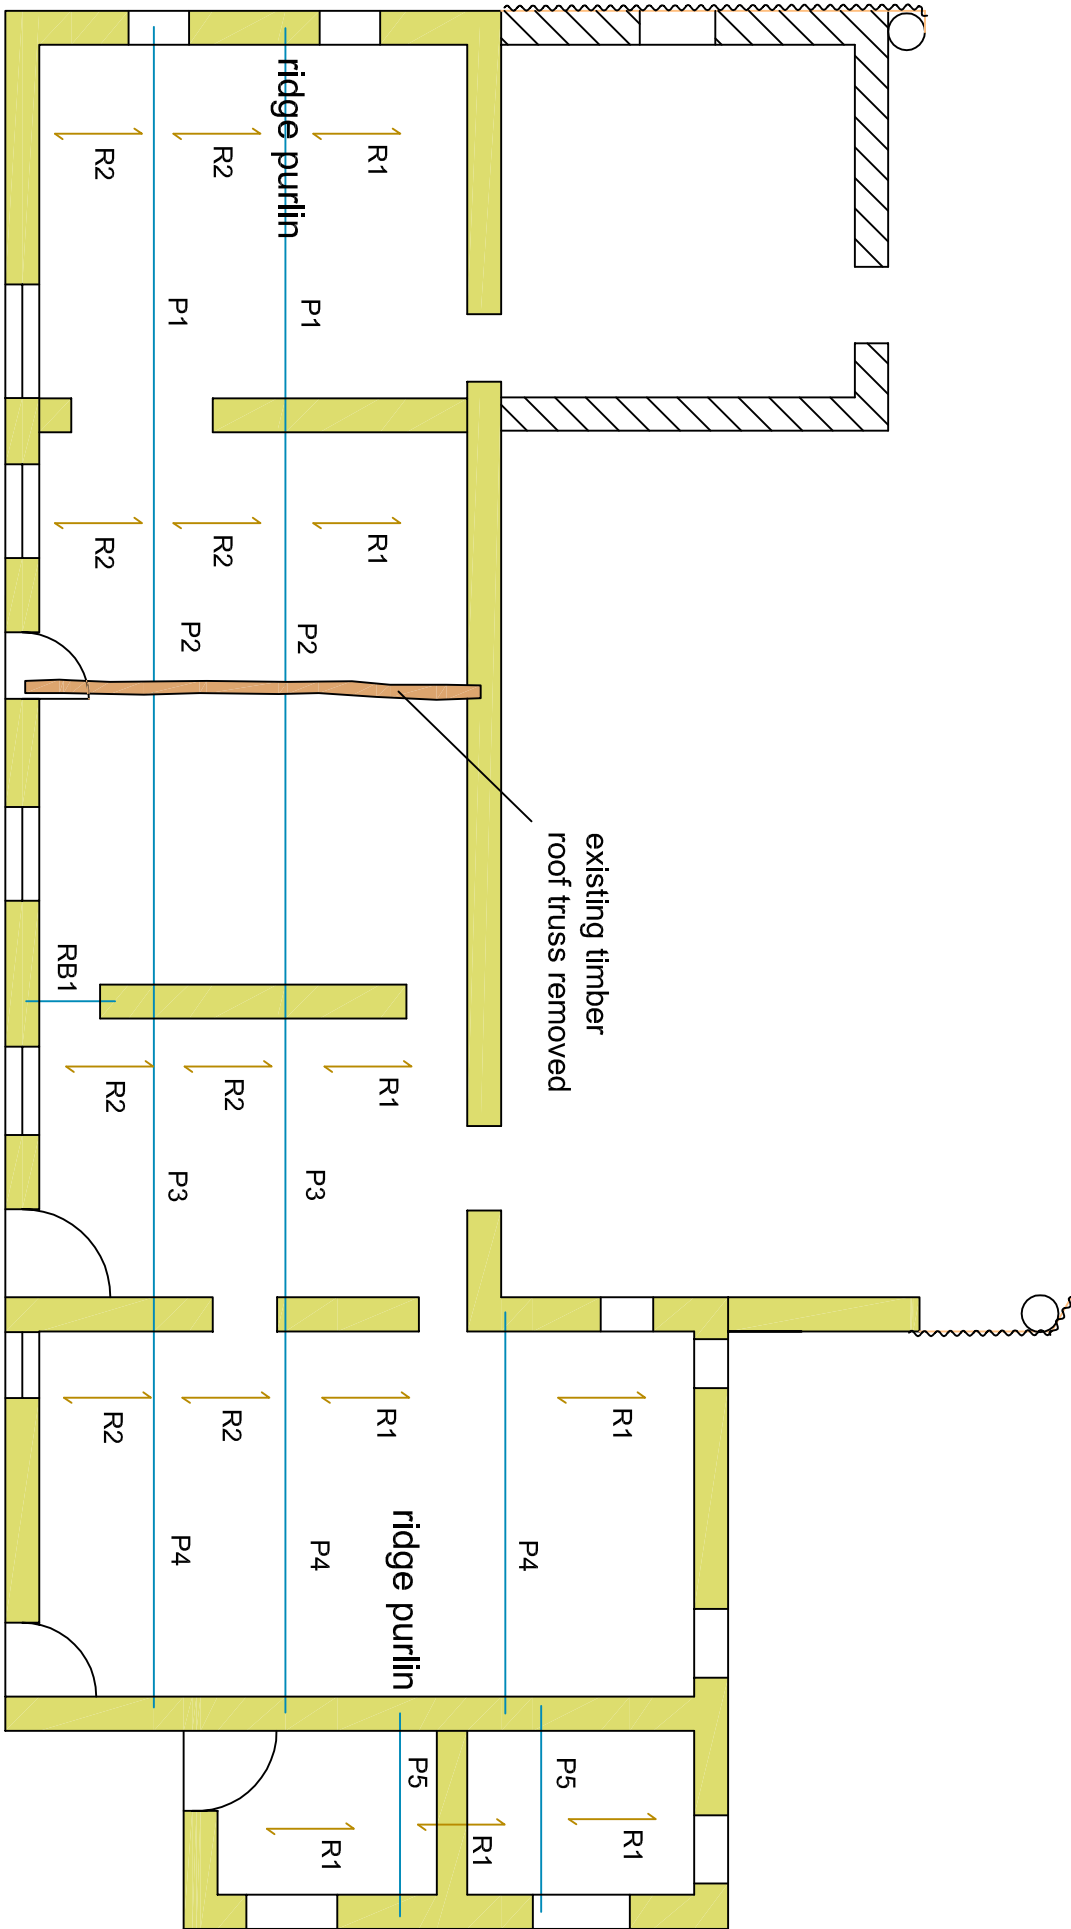 existing timber
roof truss removed
R1
R1
P4
P5
R1
R1
R1
R1
R1
ridge purlin
P5
R1
ridge purlin
P1
P2
P3
P4
R2
R2
R2
R2
P1
P2
P3
P4
R2
R2
R2
R2
RB1
R1